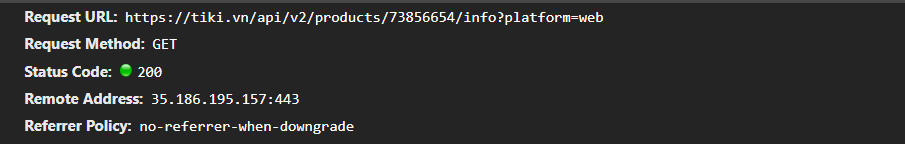 Request URL: https://tiki.vn/api/v2/products/73856654/info?platform=web
Request Method: GET
Status Code: 200
Remote Address: 35.186.195.157:443
Referrer Policy: no-referrer-when-downgrade